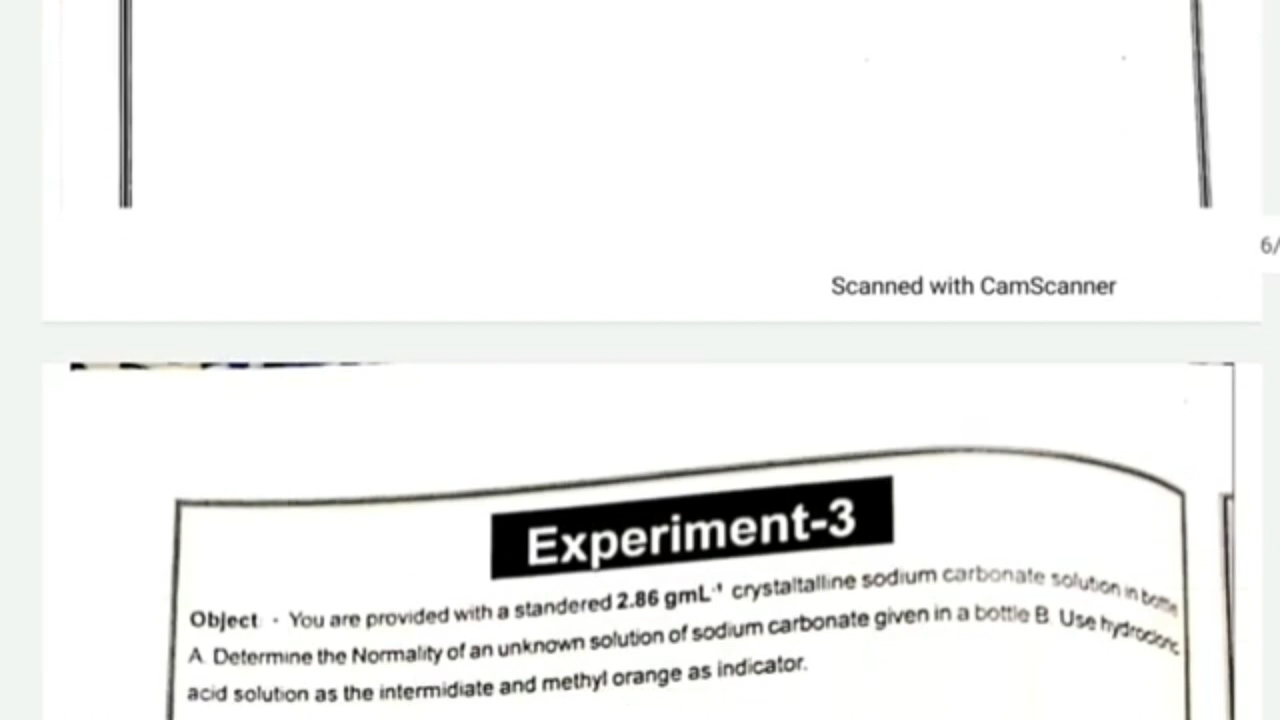 6/
Scanned with CamScanner
Experiment-3
Object - You are provided with a standered 2.86 gmL⁻¹ crystaltalline sodium carbonate solution in bottle
A. Determine the Normality of an unknown solution of sodium carbonate given in a bottle B. Use
acid solution as the intermidiate and methyl orange as indicator.